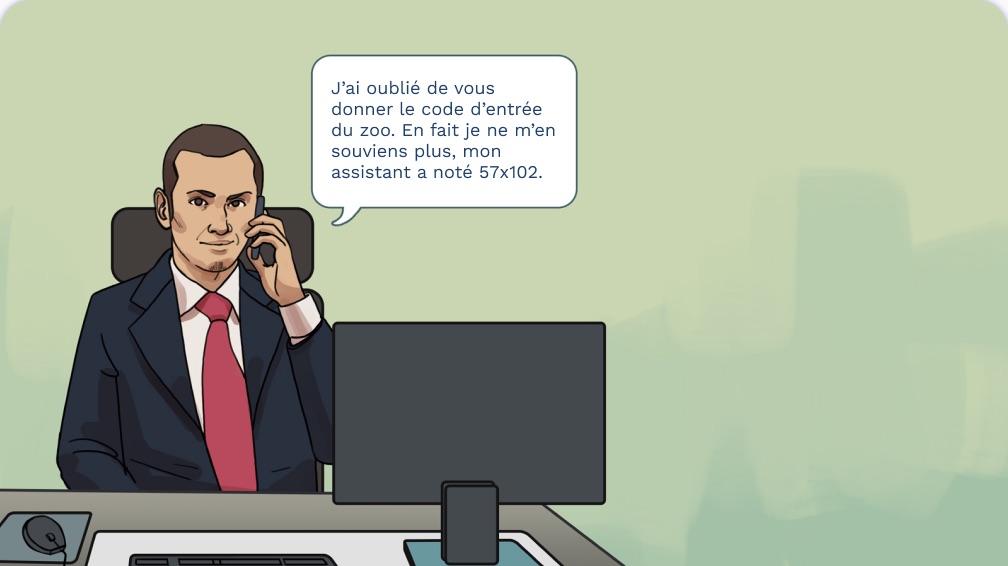 J’ai oublié de vous
donner le code d’entrée
du zoo. En fait je ne m’en
souviens plus, mon
assistant a noté 57x102.